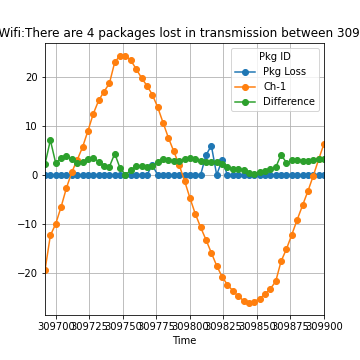 Wifi:There are 4 packages lost in transmission between 309
Pkg ID
Pkg Loss
Ch-1
Difference
20
10
0
−10
−20
309700 309725 309750 309775 309800 309825 309850 309875 309900
Time